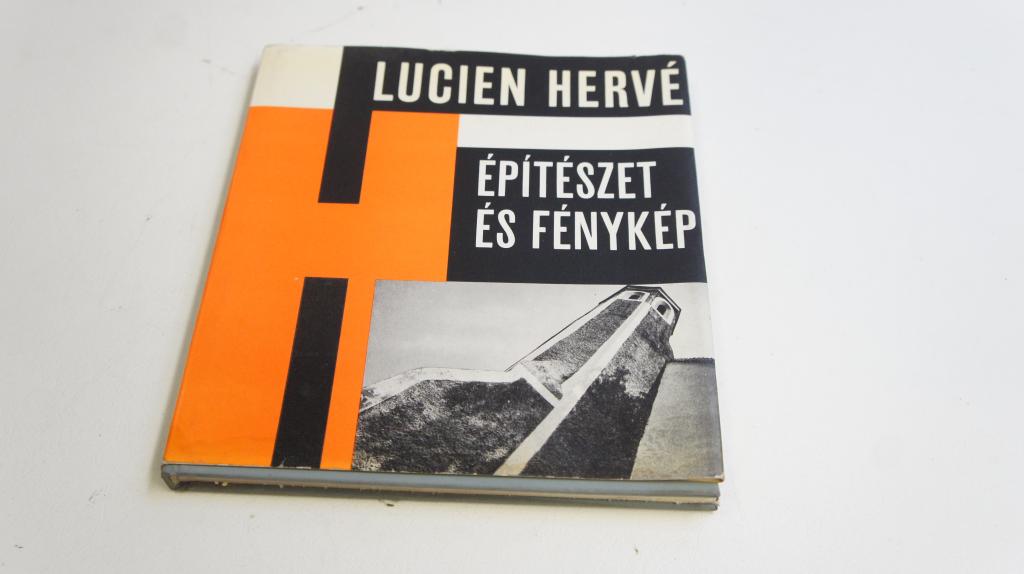 LUCIEN HERVÉ
ÉPÍTÉSZET
ÉS FÉNYKÉP